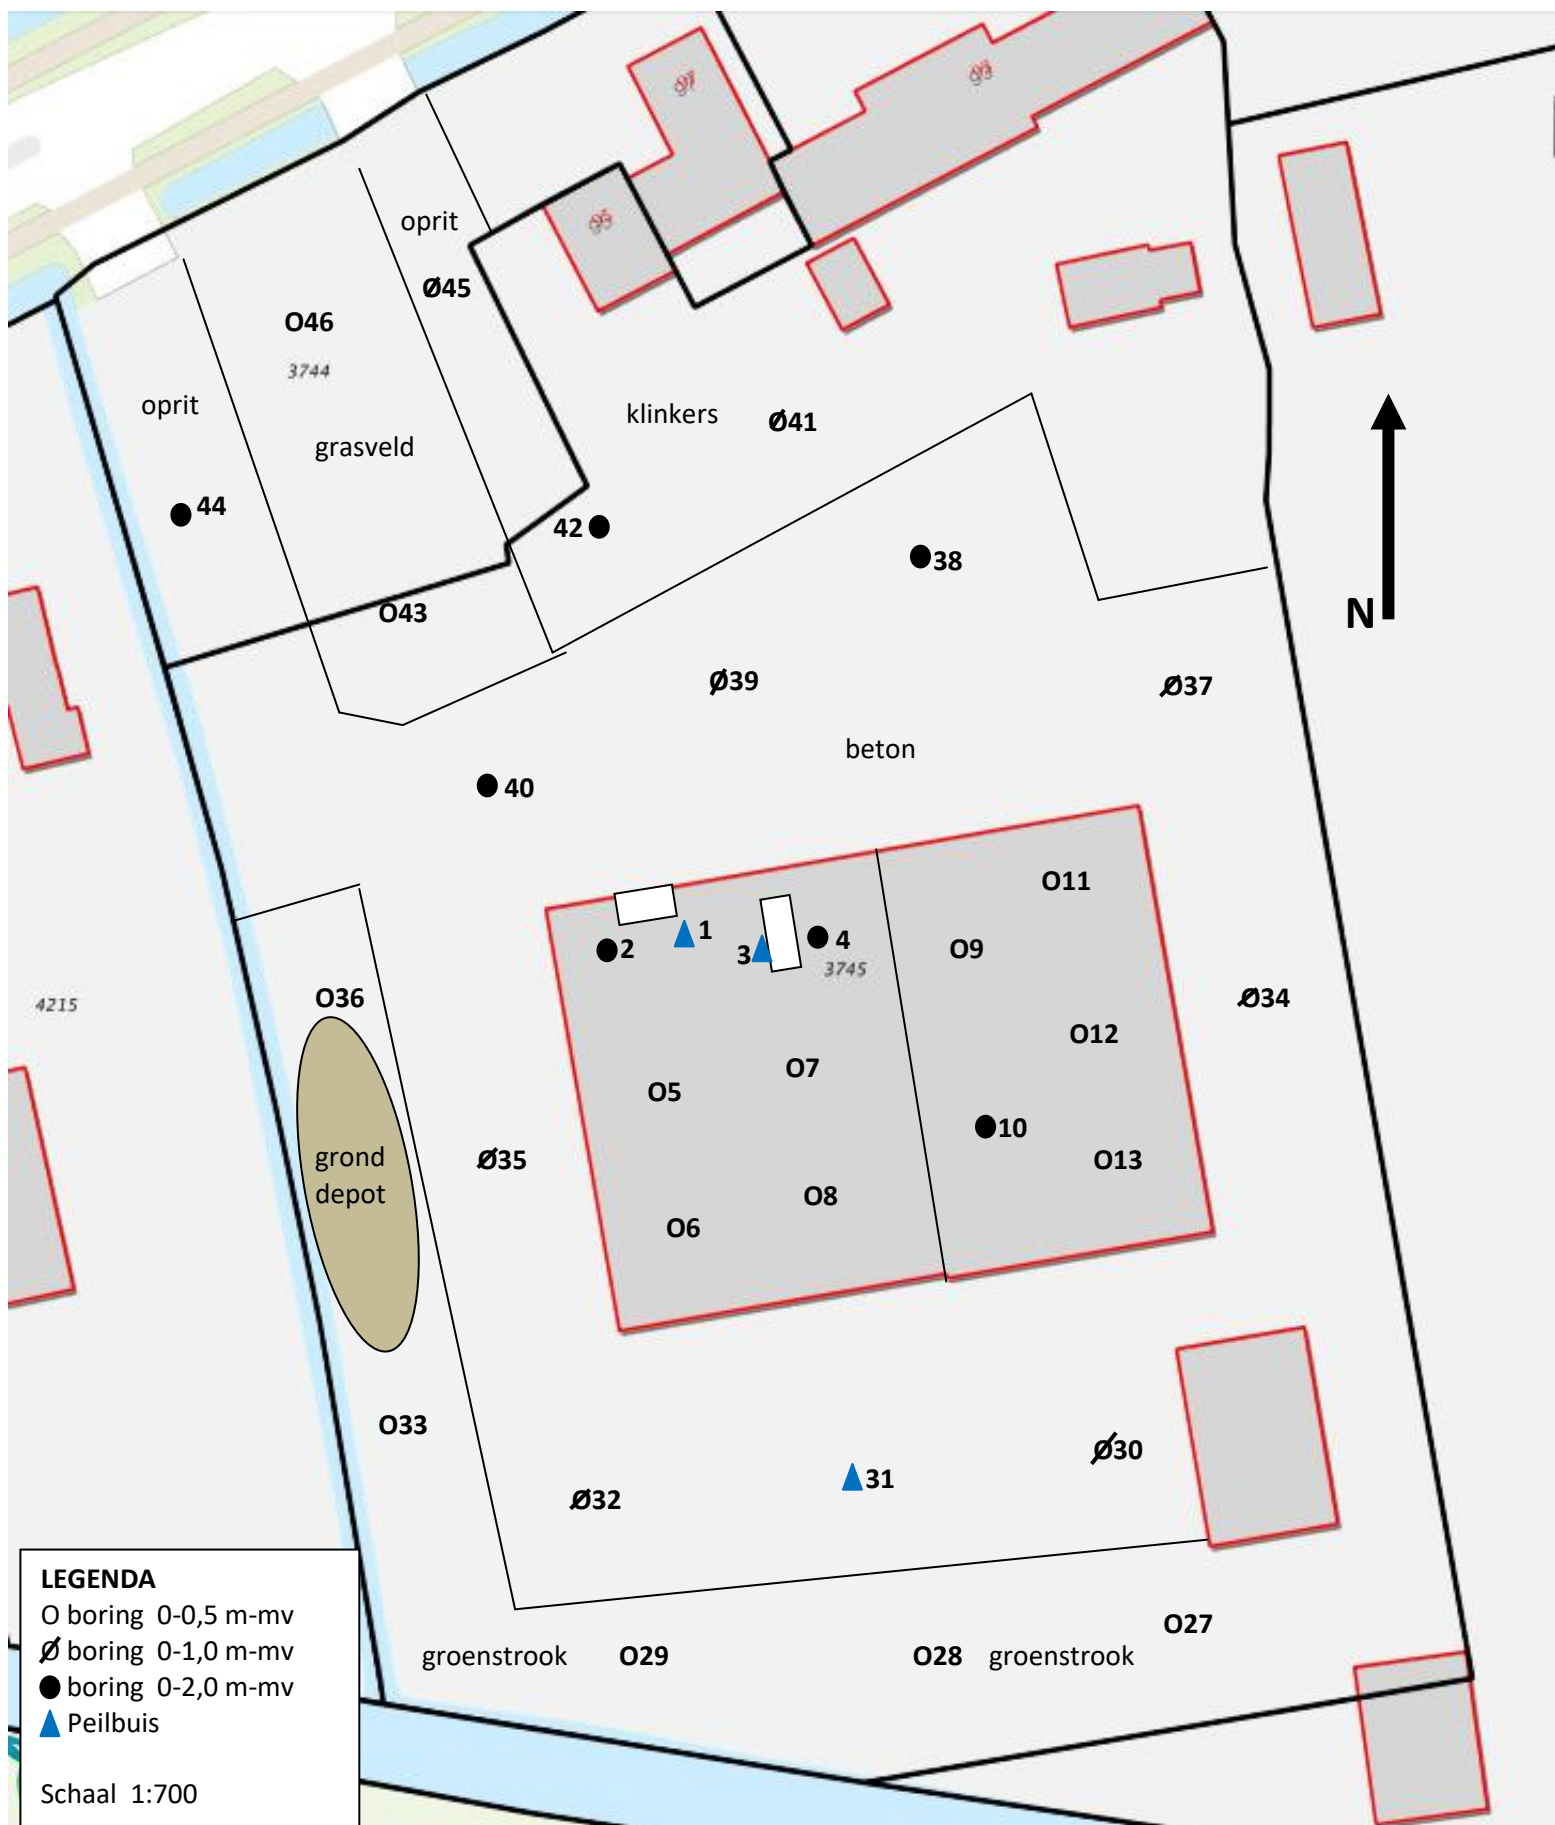 97
93
95
oprit
Ø45
O46
3744
oprit
klinkers
Ø41
grasveld
44
42
38
O43
N
Ø39
Ø37
beton
40
O11
1
2
3
4
O9
3745
O36
Ø34
4215
O12
O7
O5
10
grond
depot
Ø35
O13
O8
O6
O33
Ø30
31
Ø32
LEGENDA
O boring 0-0,5 m-mv
Ø boring 0-1,0 m-mv
boring 0-2,0 m-mv
Peilbuis
Schaal 1:700
O27
groenstrook
O29
O28
groenstrook